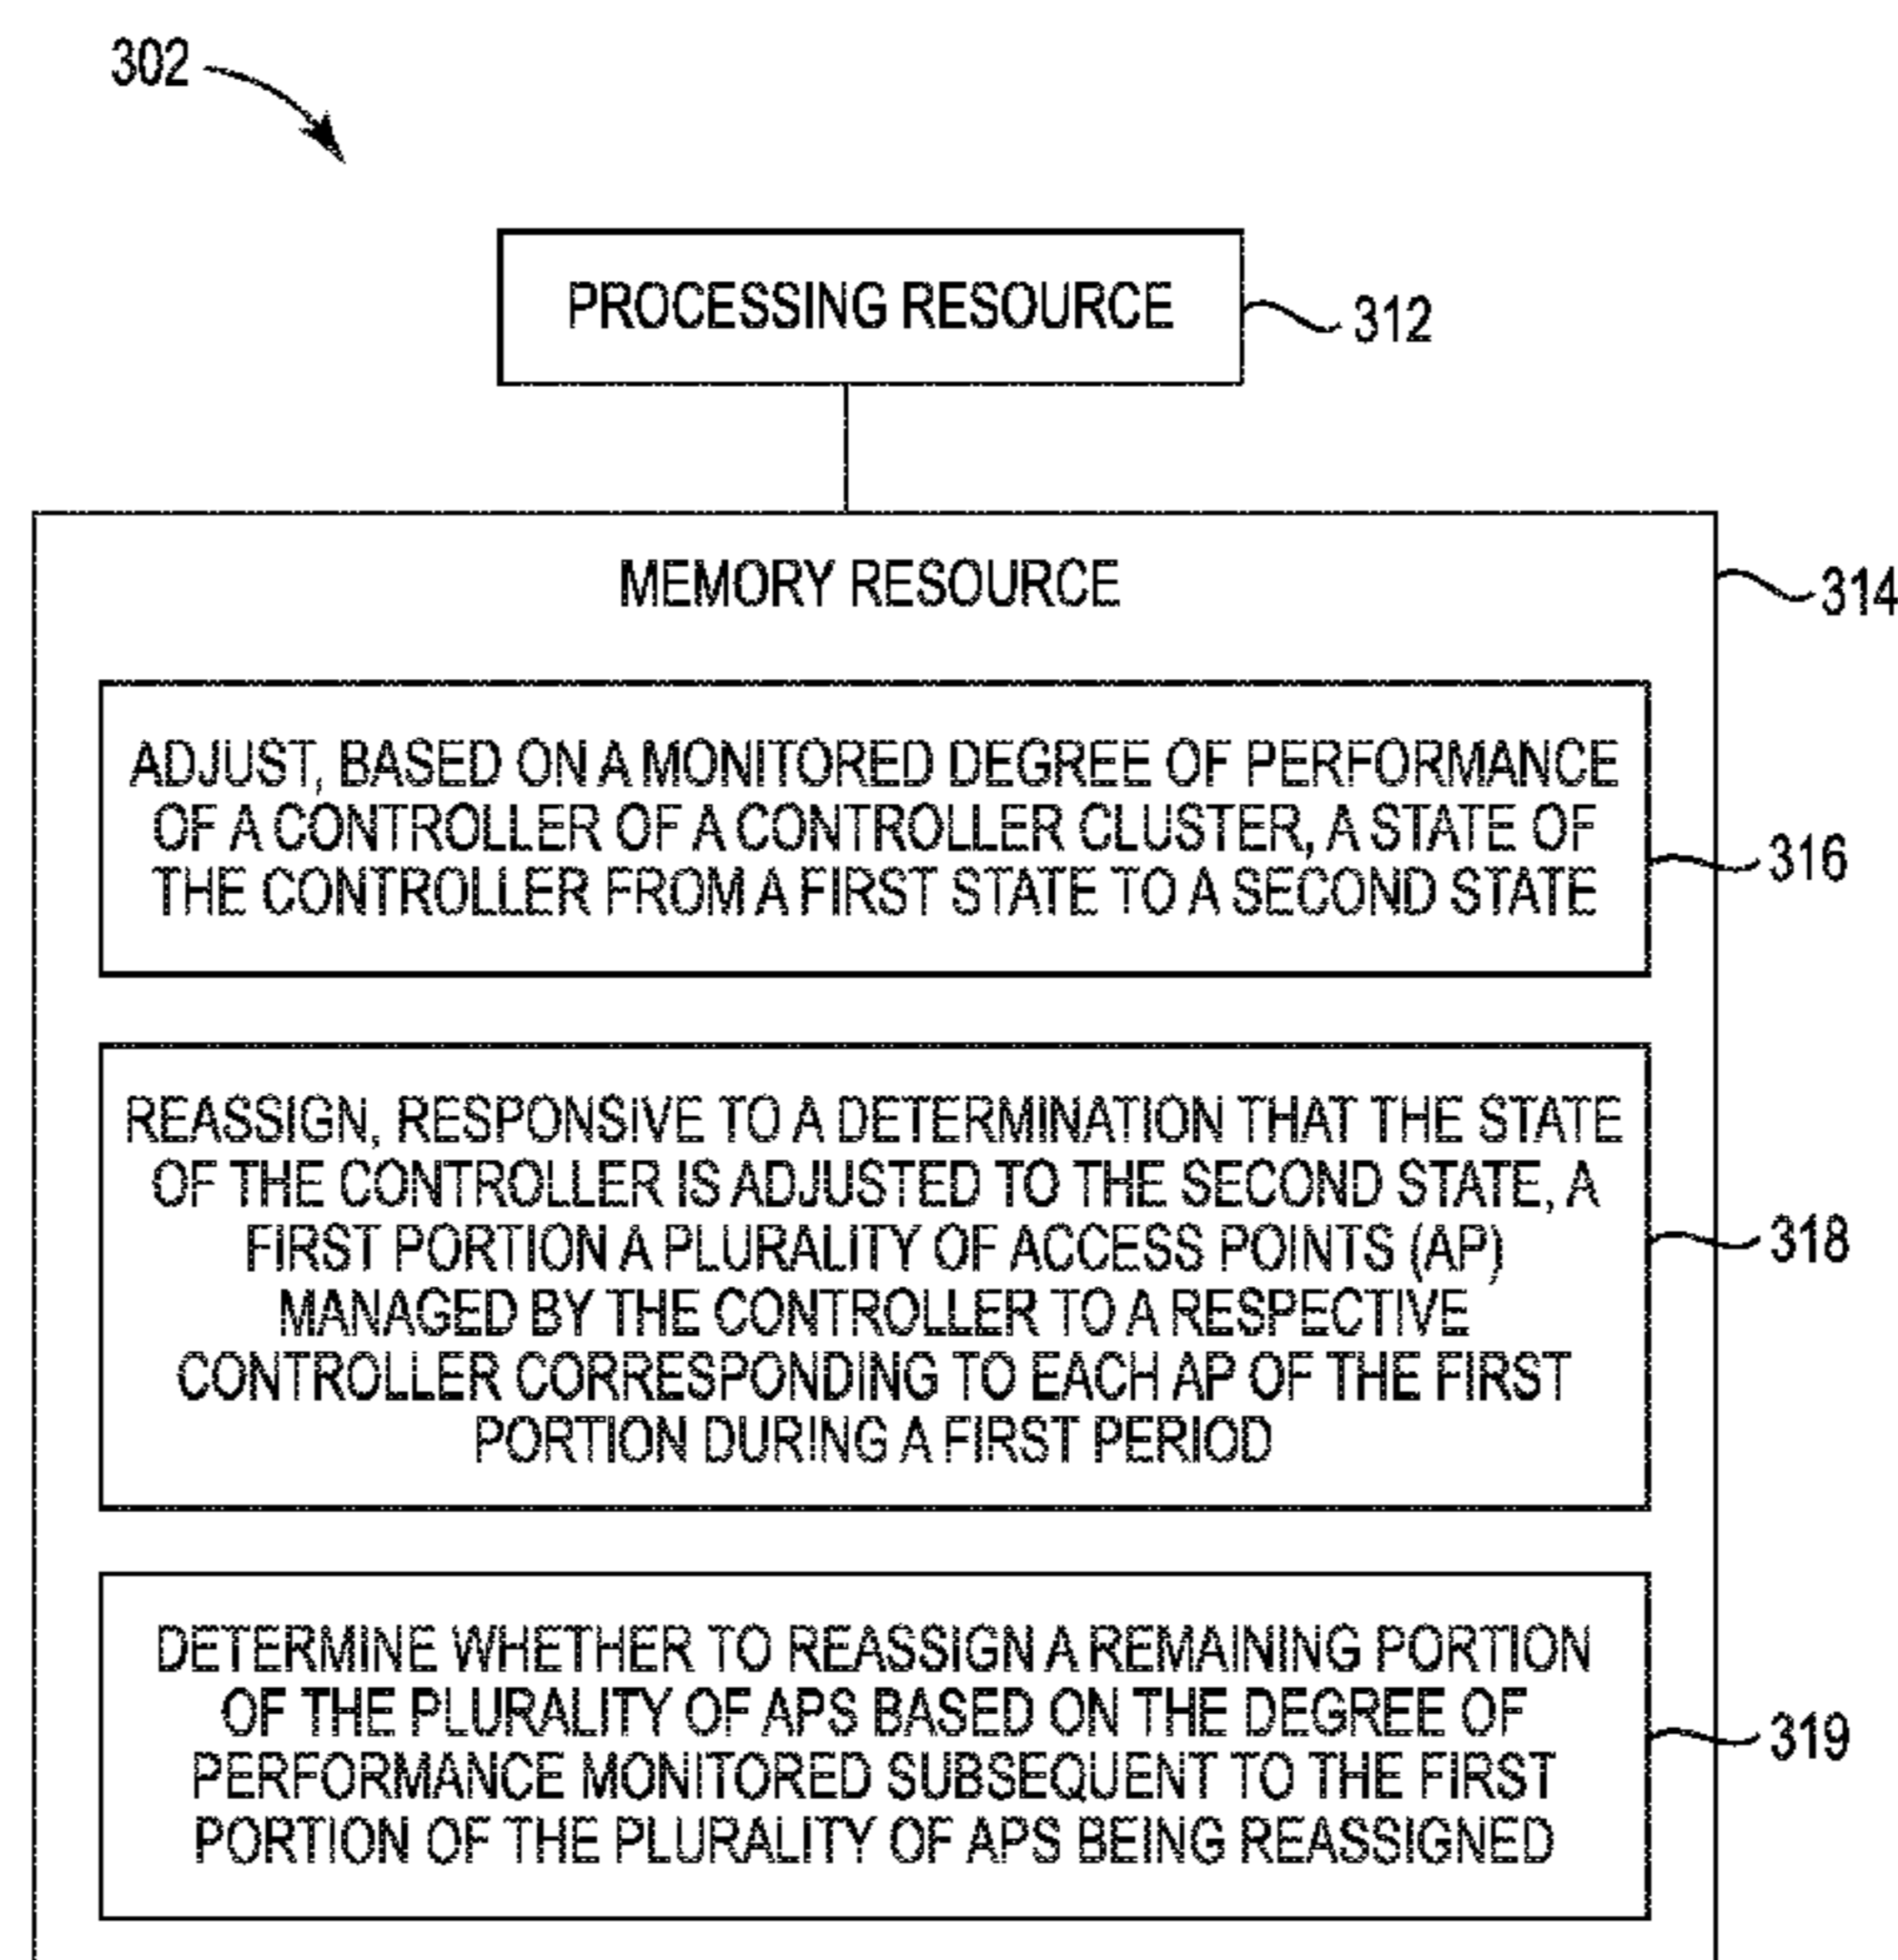 302
PROCESSING RESOURCE
312
MEMORY RESOURCE
314
ADJUST, BASED ON A MONITORED DEGREE OF PERFORMANCE
OF A CONTROLLER OF A CONTROLLER CLUSTER, A STATE OF
THE CONTROLLER FROM A FIRST STATE TO A SECOND STATE
316
REASSIGN, RESPONSIVE TO A DETERMINATION THAT THE STATE
OF THE CONTROLLER IS ADJUSTED TO THE SECOND STATE, A
FIRST PORTION A PLURALITY OF ACCESS POINTS (AP)
MANAGED BY THE CONTROLLER TO A RESPECTIVE
CONTROLLER CORRESPONDING TO EACH AP OF THE FIRST
PORTION DURING A FIRST PERIOD
318
DETERMINE WHETHER TO REASSIGN A REMAINING PORTION
OF THE PLURALITY OF APS BASED ON THE DEGREE OF
PERFORMANCE MONITORED SUBSEQUENT TO THE FIRST
PORTION OF THE PLURALITY OF APS BEING REASSIGNED
319